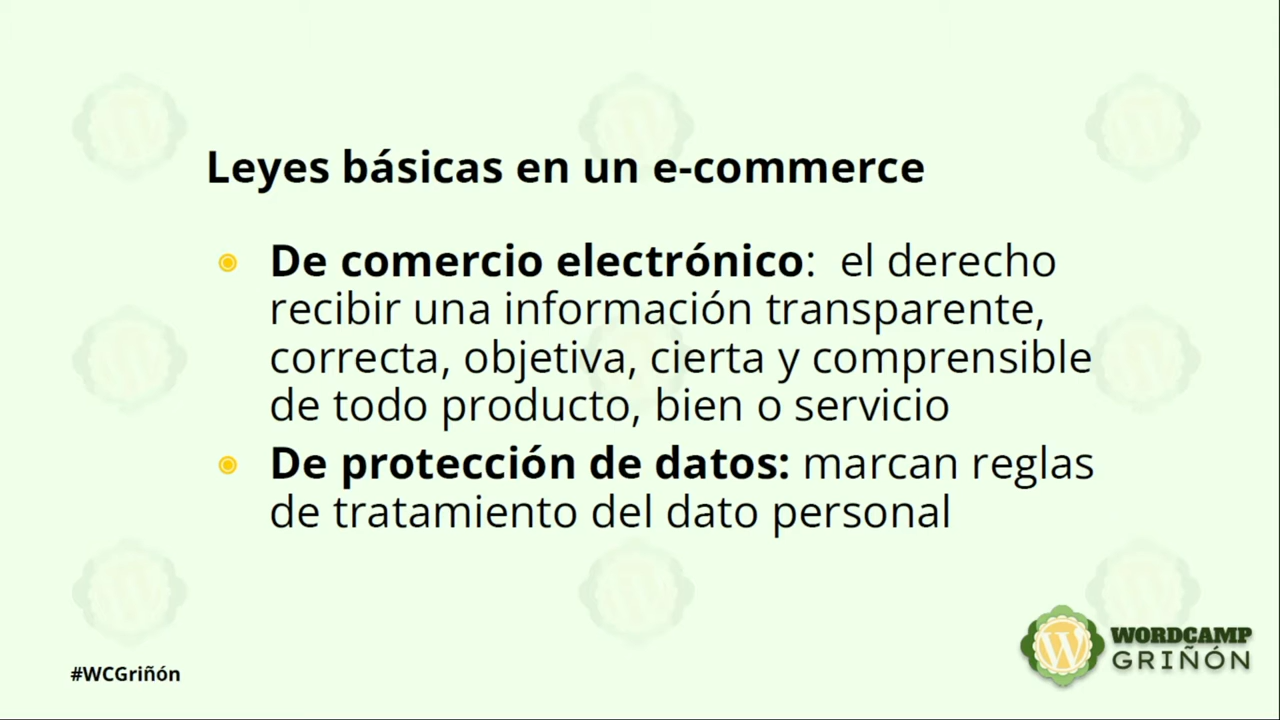 Leyes básicas en un e-commerce
De comercio electrónico:  el derecho
recibir una información transparente,
correcta, objetiva, cierta y comprensible
de todo producto, bien o servicio
De protección de datos: marcan reglas
de tratamiento del dato personal
#WCGriñón
WORDCAMP
GRIÑÓN